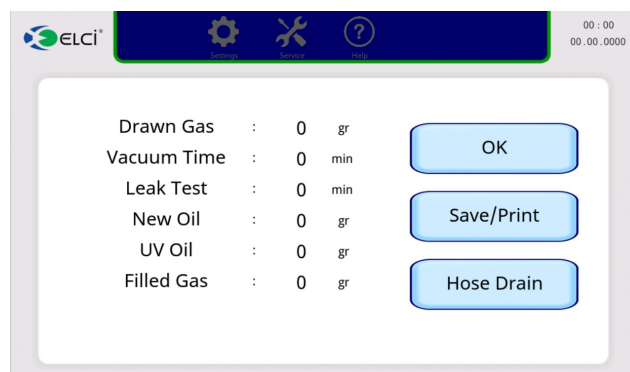 ELCi
Settings
Service
Help
00 : 00
00.00.0000
Drawn Gas : 0 gr
Vacuum Time : 0 min
Leak Test : 0 min
New Oil : 0 gr
UV Oil : 0 gr
Filled Gas : 0 gr
OK
Save/Print
Hose Drain